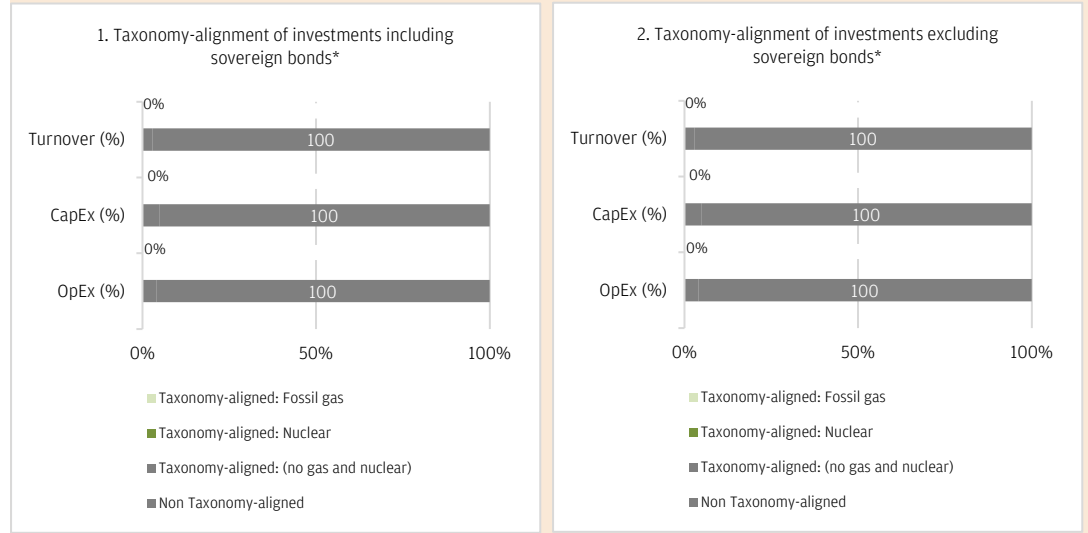 1. Taxonomy-alignment of investments including
sovereign bonds*
0%
Turnover (%)
100
0%
CapEx (%)
100
0%
OpEx (%)
100
0%
50%
100%
Taxonomy-aligned: Fossil gas
Taxonomy-aligned: Nuclear
Taxonomy-aligned: (no gas and nuclear)
Non Taxonomy-aligned
2. Taxonomy-alignment of investments excluding
sovereign bonds*
0%
Turnover (%)
100
0%
CapEx (%)
100
0%
OpEx (%)
100
0%
50%
100%
Taxonomy-aligned: Fossil gas
Taxonomy-aligned: Nuclear
Taxonomy-aligned: (no gas and nuclear)
Non Taxonomy-aligned